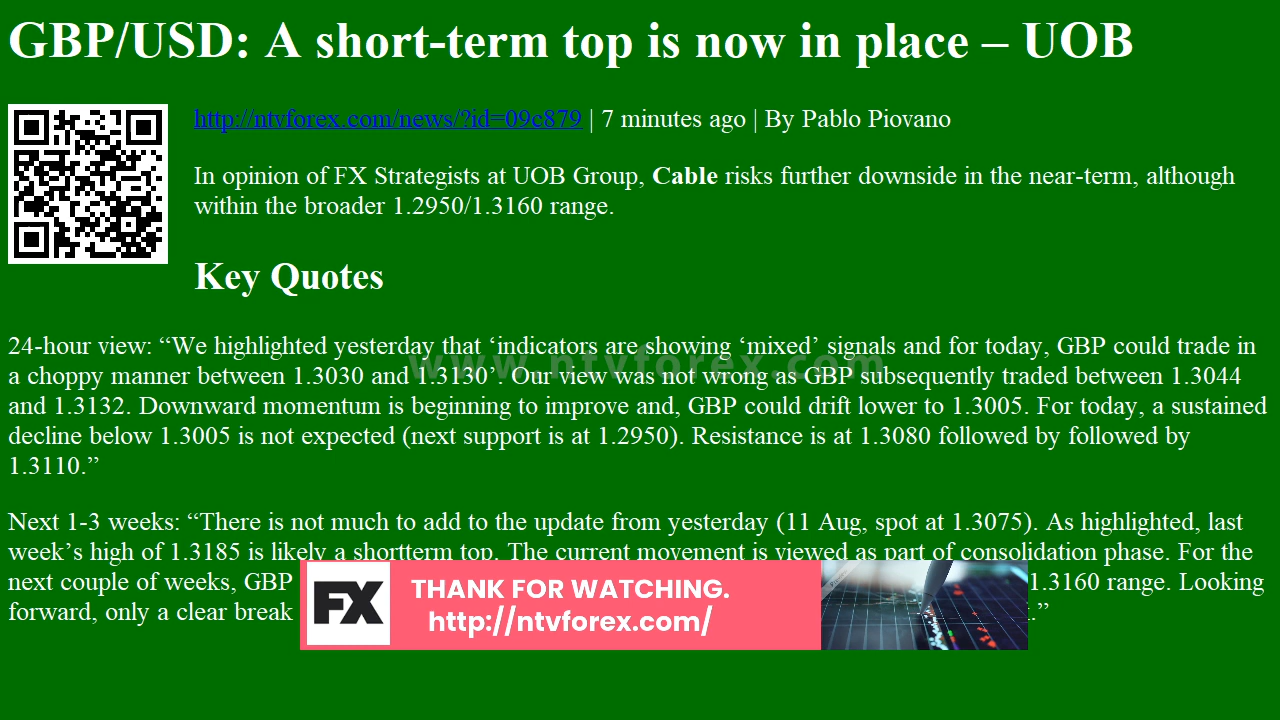 GBP/USD: A short-term top is now in place – UOB
http://ntvforex.com/news/?id=09c879 | 7 minutes ago | By Pablo Piovano
In opinion of FX Strategists at UOB Group, Cable risks further downside in the near-term, although
within the broader 1.2950/1.3160 range.
Key Quotes
24-hour view: “We highlighted yesterday that ‘indicators are showing ‘mixed’ signals and for today, GBP could trade in
a choppy manner between 1.3030 and 1.3130’. Our view was not wrong as GBP subsequently traded between 1.3044
and 1.3132. Downward momentum is beginning to improve and, GBP could drift lower to 1.3005. For today, a sustained
decline below 1.3005 is not expected (next support is at 1.2950). Resistance is at 1.3080 followed by followed by
1.3110.”
www.ntvforex.com
Next 1-3 weeks: “There is not much to add to the update from yesterday (11 Aug, spot at 1.3075). As highlighted, last
week’s high of 1.3185 is likely a shortterm top. The current movement is viewed as part of consolidation phase. For the
next couple of weeks, GBP 1.3160 range. Looking
forward, only a clear break .”
FX
THANK FOR WATCHING.
http://ntvforex.com/